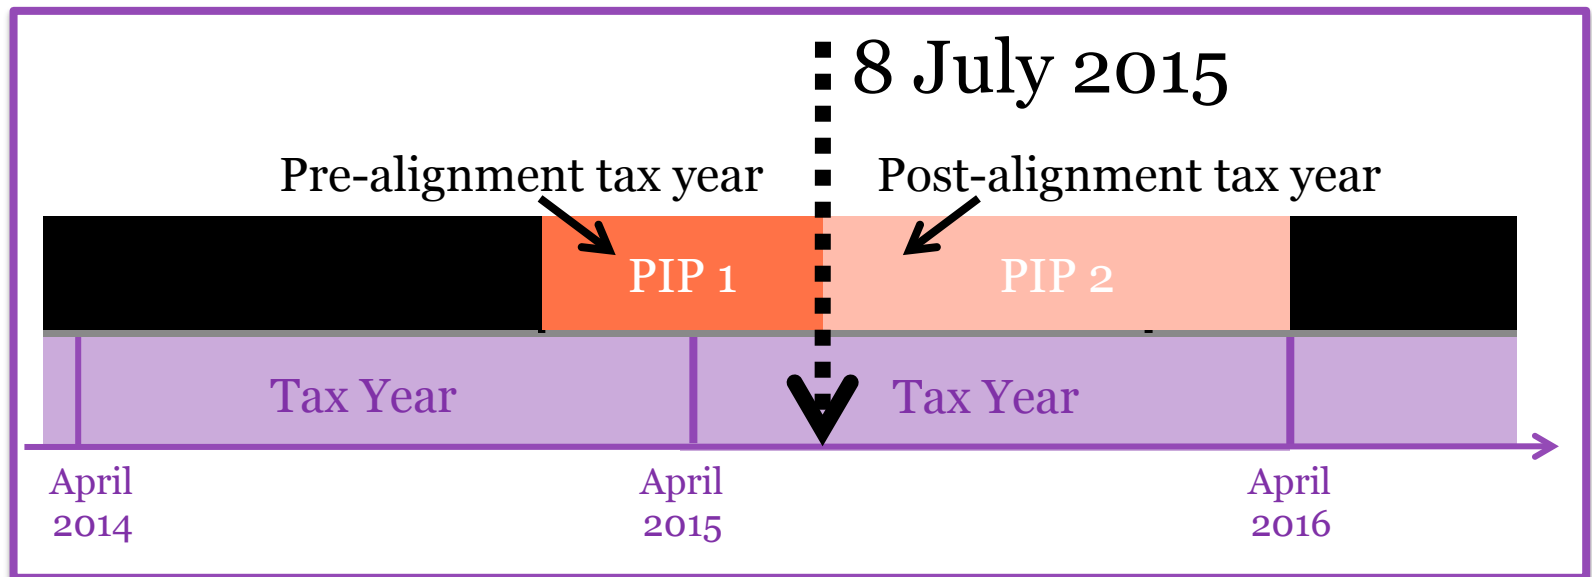 8 July 2015
Pre-alignment tax year
Post-alignment tax year
PIP 1
PIP 2
Tax Year
Tax Year
April
2014
April
2015
April
2016